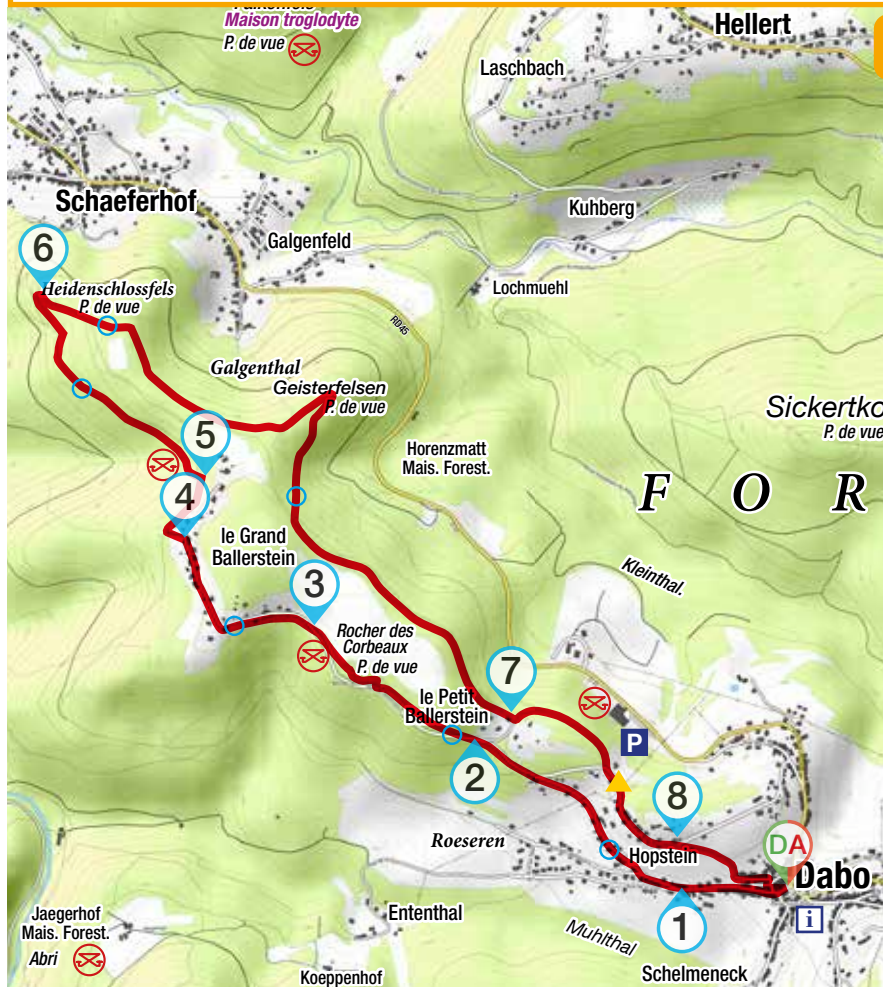 Maison troglodyte
P. de vue
Hellert
Laschbach
Schaeferhof
Kuhberg
Galgenfeld
6
Lochmuehl
Heidenschlossfels
P. de vue
RD45
Galgenthal
Geisterfelsen
P. de vue
Sickertko
P. de vue
5
Horenzmatt
Mais. Forest.
4
F O R
le Grand
Ballerstein
Kleinthal.
3
Rocher des
Corbeaux
P. de vue
7
le Petit
Ballerstein
P
2
8
Roeseren
Hopstein
DA
Dabo
1
i
Jaegerhof
Mais. Forest.
Abri
Ententhal
Muhlthal
Koeppenhof
Schelmeneck